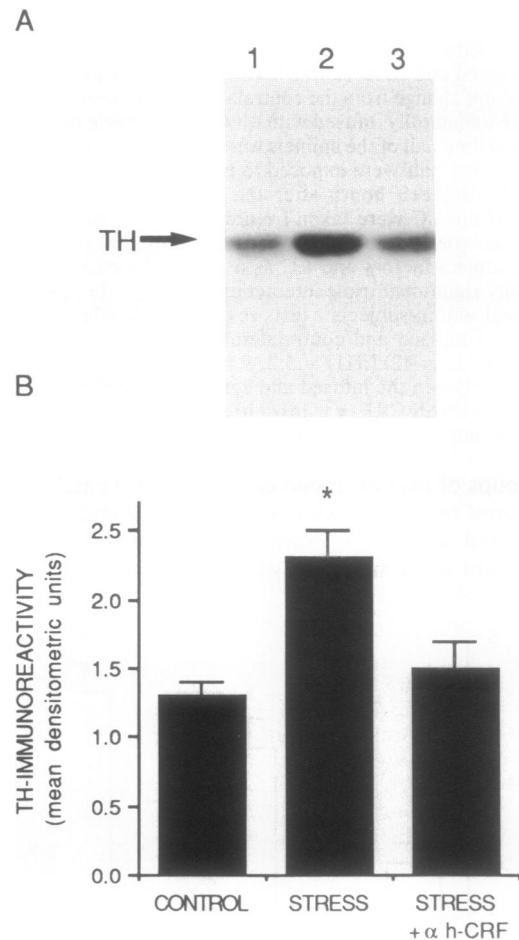 A
1 2 3
TH
B
*
TH-IMMUNOREACTIVITY
(mean densitometric units)
2.5
2.0
1.5
1.0
0.5
0.0
CONTROL STRESS STRESS
+ α h-CRF